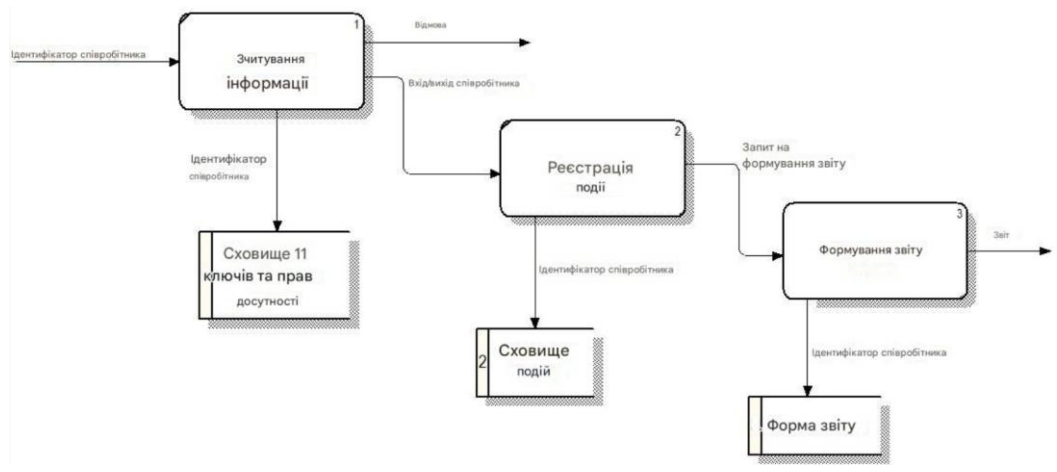 1
Відмова
Ідентифікатор співробітника
Зчитування
інформації
Вхід/вихід співробітника
2
Реєстрація
події
Запит на
формування звіту
Ідентифікатор
співробітника
3
Формування звіту
Звіт
Сховище 11
ключів та прав
досутності
Ідентифікатор співробітника
2
Сховище
подій
Ідентифікатор співробітника
Форма звіту